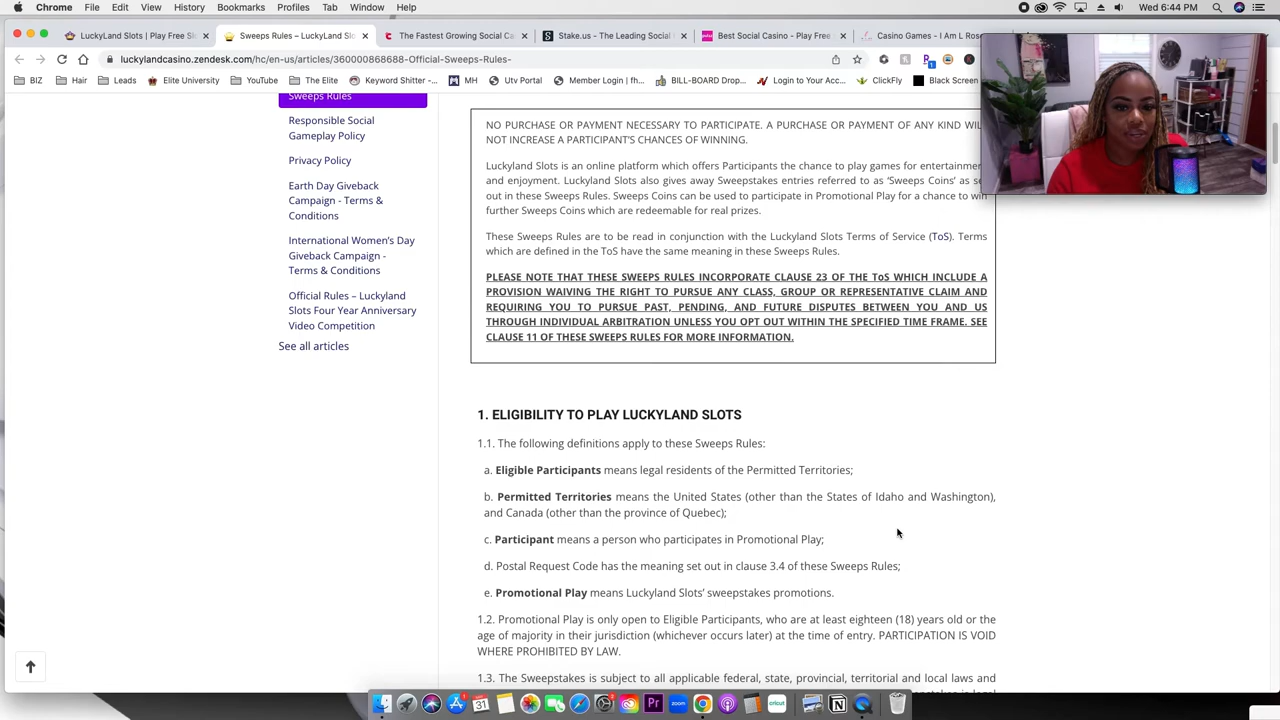 Chrome File Edit View History Bookmarks Profiles Tab Window Help Wed 6:44 PM
LuckyLand Slots | Play Free Sl Sweeps Rules – LuckyLand Slo The Fastest Growing Social Ca Stake.us - The Leading Social Best Social Casino - Play Free Casino Games - I Am L Ros
luckylandcasino.zendesk.com/hc/en-us/articles/360000868688-Official-Sweeps-Rules-
BIZ Hair Leads Elite University YouTube The Elite Keyword Shitter -... MH Utv Portal Member Login | fh... BILL-BOARD Drop... Login to Your Acc... ClickFly Black Screen
Sweeps Rules
Responsible Social
Gameplay Policy
Privacy Policy
Earth Day Giveback
Campaign - Terms &
Conditions
International Women's Day
Giveback Campaign -
Terms & Conditions
Official Rules – Luckyland
Slots Four Year Anniversary
Video Competition
See all articles
NO PURCHASE OR PAYMENT NECESSARY TO PARTICIPATE. A PURCHASE OR PAYMENT OF ANY KIND WIL
NOT INCREASE A PARTICIPANT'S CHANCES OF WINNING.
Luckyland Slots is an online platform which offers Participants the chance to play games for entertainmen
and enjoyment. Luckyland Slots also gives away Sweepstakes entries referred to as 'Sweeps Coins' as se
out in these Sweeps Rules. Sweeps Coins can be used to participate in Promotional Play for a chance to win
further Sweeps Coins which are redeemable for real prizes.
These Sweeps Rules are to be read in conjunction with the Luckyland Slots Terms of Service (ToS). Terms
which are defined in the ToS have the same meaning in these Sweeps Rules.
PLEASE NOTE THAT THESE SWEEPS RULES INCORPORATE CLAUSE 23 OF THE ToS WHICH INCLUDE A
PROVISION WAIVING THE RIGHT TO PURSUE ANY CLASS, GROUP OR REPRESENTATIVE CLAIM AND
REQUIRING YOU TO PURSUE PAST, PENDING, AND FUTURE DISPUTES BETWEEN YOU AND US
THROUGH INDIVIDUAL ARBITRATION UNLESS YOU OPT OUT WITHIN THE SPECIFIED TIME FRAME. SEE
CLAUSE 11 OF THESE SWEEPS RULES FOR MORE INFORMATION.
1. ELIGIBILITY TO PLAY LUCKYLAND SLOTS
1.1. The following definitions apply to these Sweeps Rules:
a. Eligible Participants means legal residents of the Permitted Territories;
b. Permitted Territories means the United States (other than the States of Idaho and Washington),
and Canada (other than the province of Quebec);
c. Participant means a person who participates in Promotional Play;
d. Postal Request Code has the meaning set out in clause 3.4 of these Sweeps Rules;
e. Promotional Play means Luckyland Slots' sweepstakes promotions.
1.2. Promotional Play is only open to Eligible Participants, who are at least eighteen (18) years old or the
age of majority in their jurisdiction (whichever occurs later) at the time of entry. PARTICIPATION IS VOID
WHERE PROHIBITED BY LAW.
1.3. The Sweepstakes is subject to all applicable federal, state, provincial, territorial and local laws and